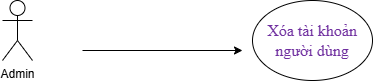 Xóa tài khoản
người dùng
Admin